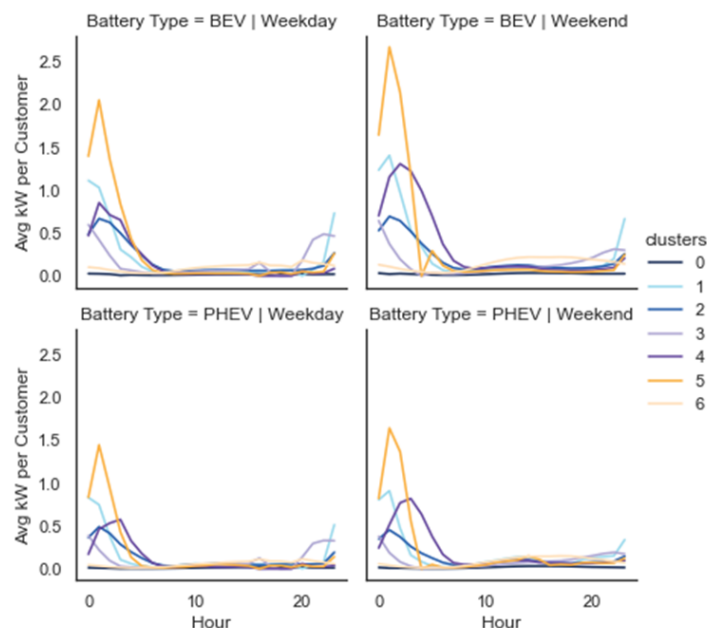 Battery Type = BEV | Weekday
Battery Type = BEV | Weekend
Avg kW per Customer
2.5
2.0
1.5
1.0
0.5
0.0
Battery Type = PHEV | Weekday
Battery Type = PHEV | Weekend
Avg kW per Customer
2.5
2.0
1.5
1.0
0.5
0.0
0 10 20
Hour
0 10 20
Hour
clusters
0
1
2
3
4
5
6